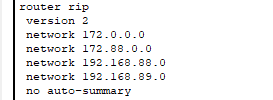 router rip
version 2
network 172.0.0.0
network 172.88.0.0
network 192.168.88.0
network 192.168.89.0
no auto-summary